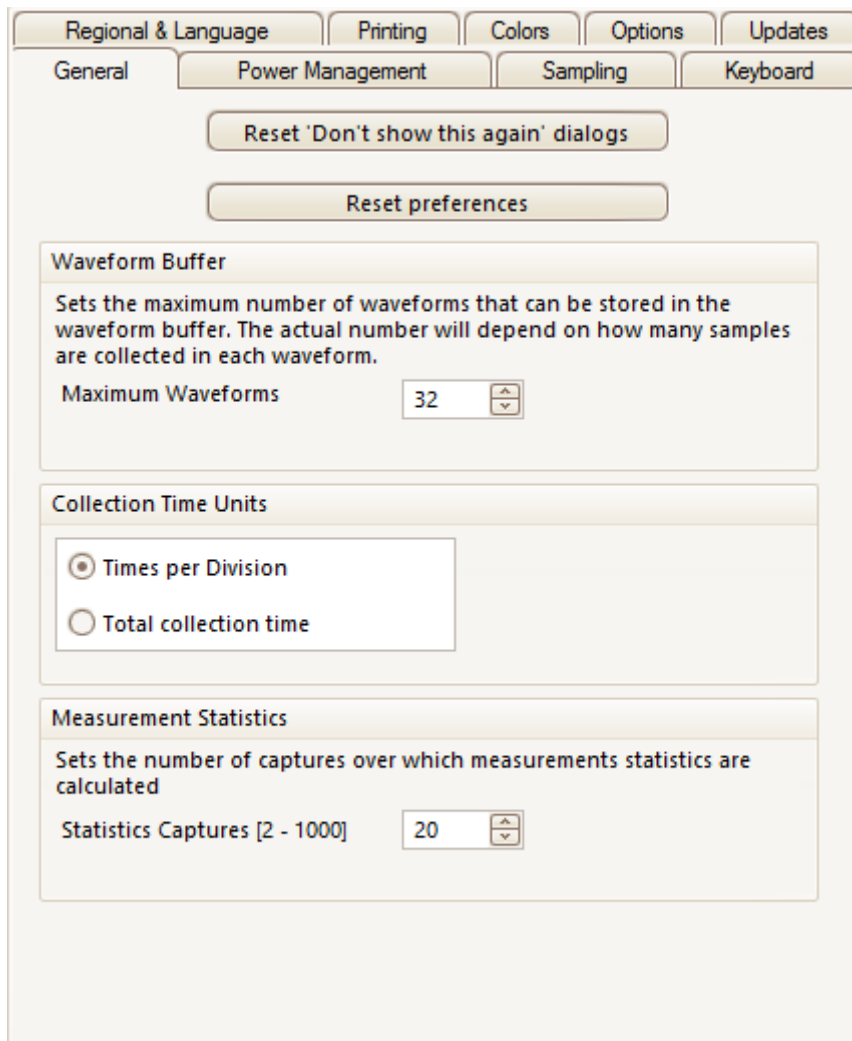 Regional & Language Printing Colors Options Updates
General Power Management Sampling Keyboard
Reset 'Don't show this again' dialogs
Reset preferences
Waveform Buffer
Sets the maximum number of waveforms that can be stored in the
waveform buffer. The actual number will depend on how many samples
are collected in each waveform.
Maximum Waveforms 32
Collection Time Units
Times per Division
Total collection time
Measurement Statistics
Sets the number of captures over which measurements statistics are
calculated
Statistics Captures [2 - 1000] 20